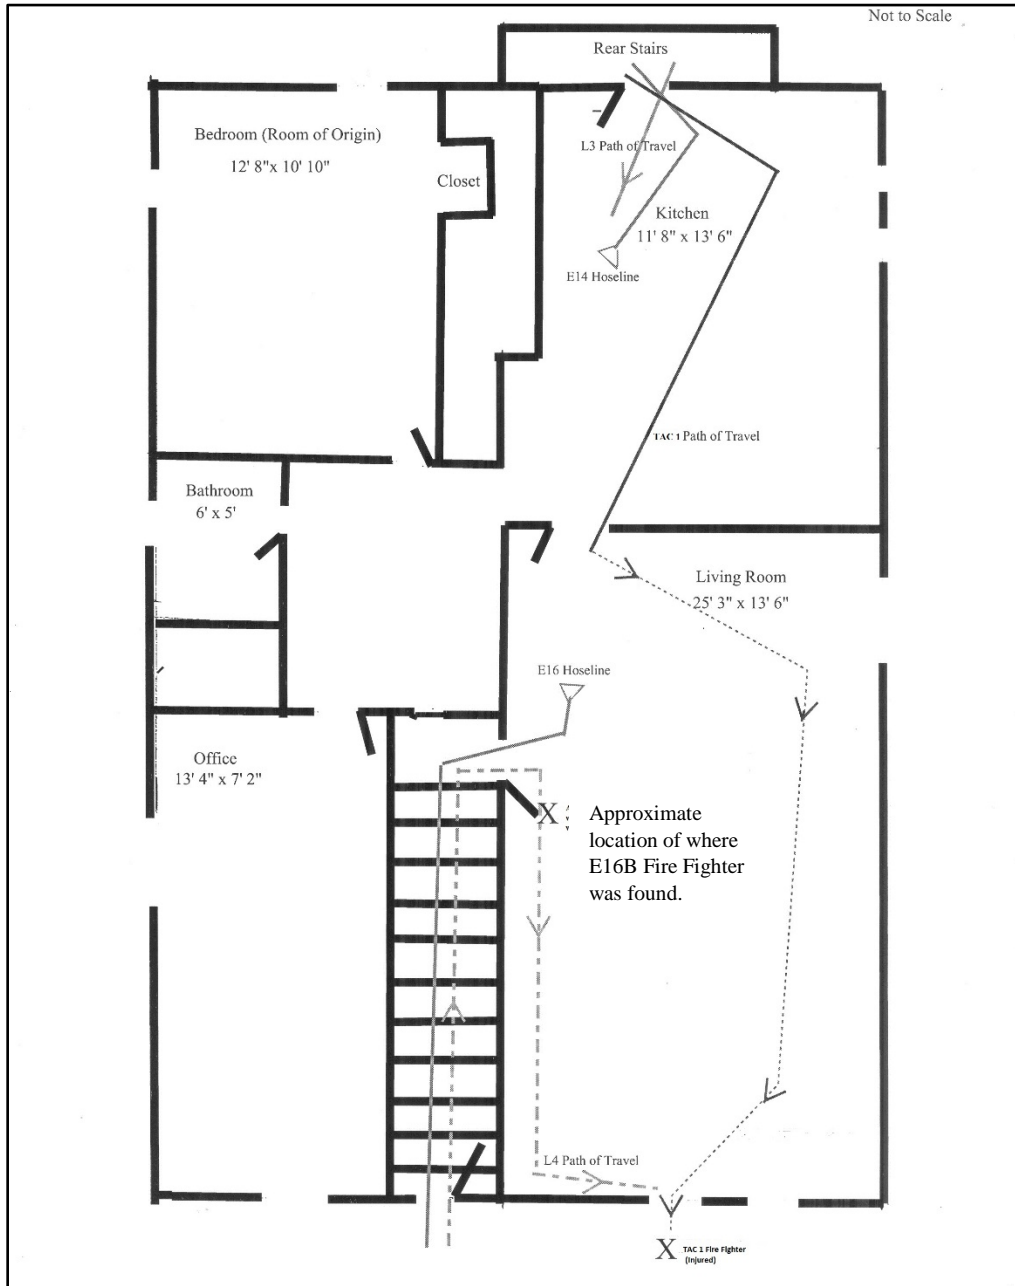 Not to Scale
Rear Stairs
Bedroom (Room of Origin)
12' 8"x 10' 10"
L3 Path of Travel
Closet
Kitchen
11' 8" x 13' 6"
E14 Hoseline
TAC 1 Path of Travel
Bathroom
6' x 5'
Living Room
25' 3" x 13' 6"
E16 Hoseline
Office
13' 4" x 7' 2"
X
Approximate
location of where
E16B Fire Fighter
was found.
L4 Path of Travel
X
TAC 1 Fire Fighter
(Injured)